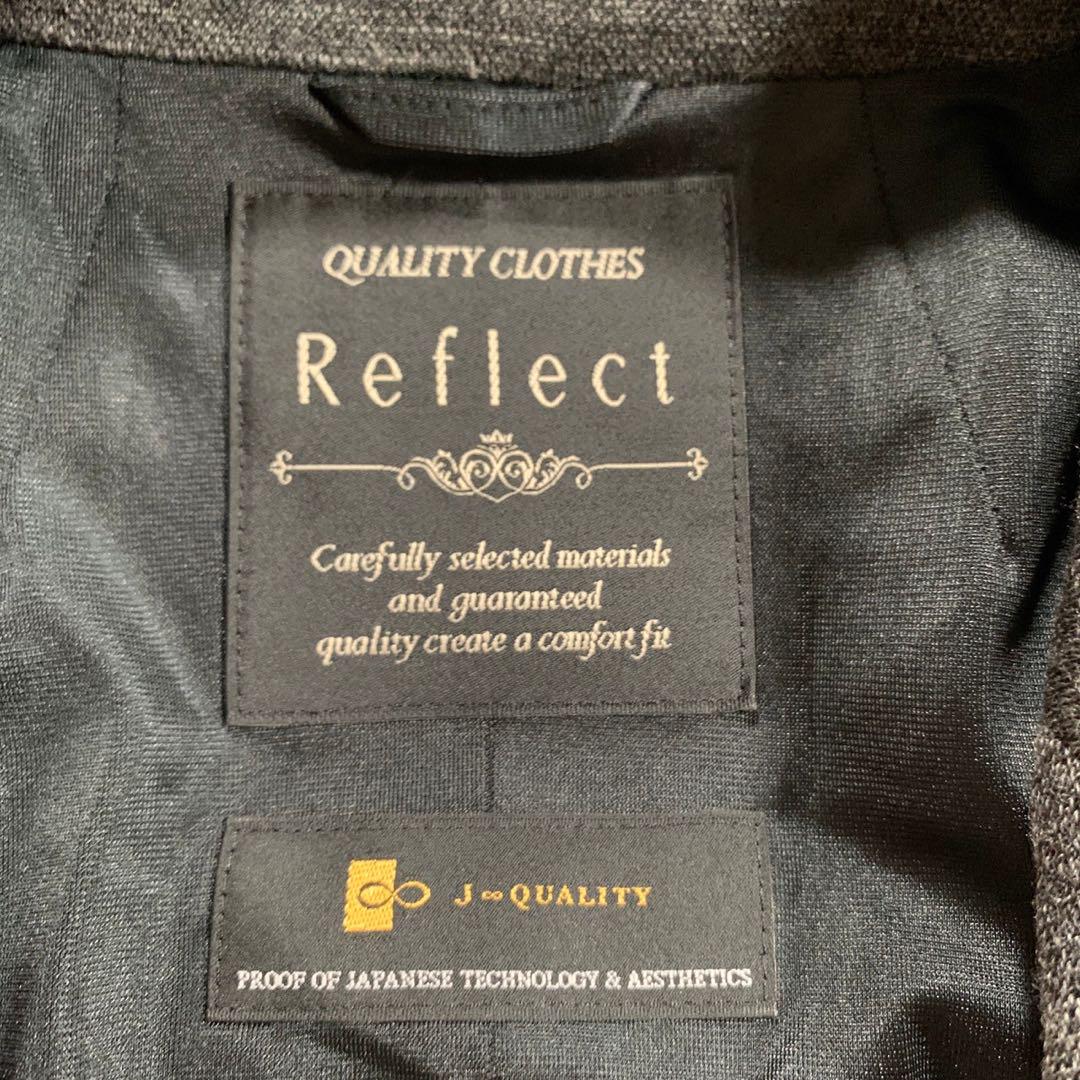 QUALITY CLOTHES
Reflect
Carefully selected materials
and guaranteed
quality create a comfort fit
J∞QUALITY
PROOF OF JAPANESE TECHNOLOGY & AESTHETICS